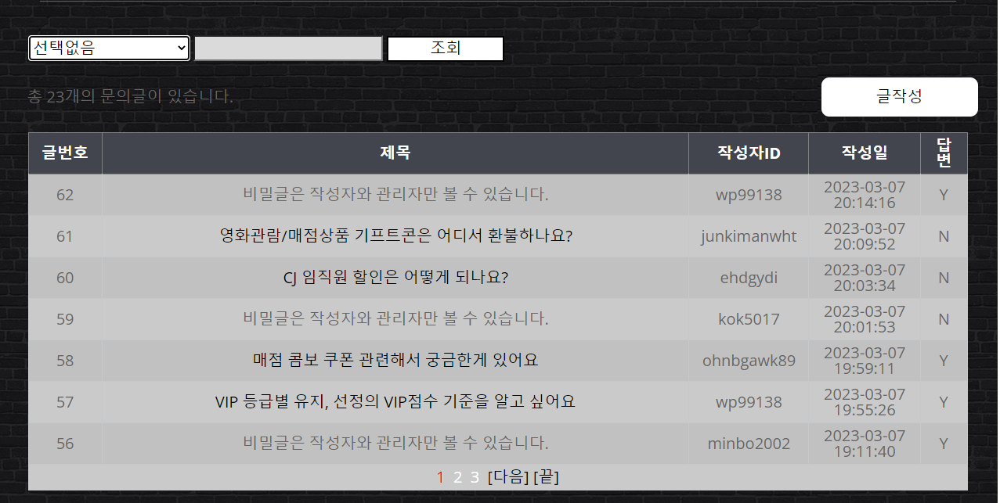 선택없음 조회
총 23개의 문의글이 있습니다.
글작성
글번호 제목 작성자ID 작성일 답변
62 비밀글은 작성자와 관리자만 볼 수 있습니다. wp99138 2023-03-07 20:14:16 Y
61 영화관람/매점상품 기프트콘은 어디서 환불하나요? junkimanwht 2023-03-07 20:09:52 N
60 CJ 임직원 할인은 어떻게 되나요? ehdgydi 2023-03-07 20:03:34 N
59 비밀글은 작성자와 관리자만 볼 수 있습니다. kok5017 2023-03-07 20:01:53 N
58 매점 콤보 쿠폰 관련해서 궁금한게 있어요 ohnbgawk89 2023-03-07 19:59:11 Y
57 VIP 등급별 유지, 선정의 VIP점수 기준을 알고 싶어요 wp99138 2023-03-07 19:55:26 Y
56 비밀글은 작성자와 관리자만 볼 수 있습니다. minbo2002 2023-03-07 19:11:40 Y
1 2 3 [다음] [끝]